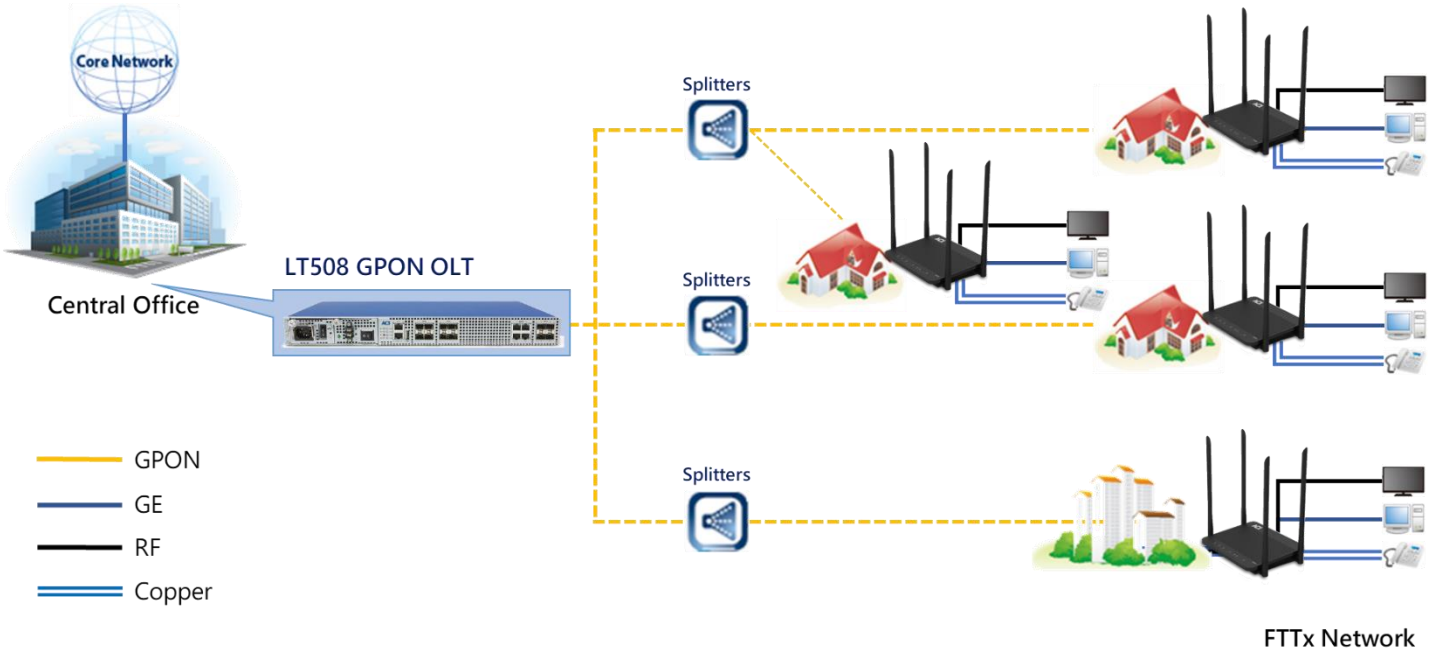 Core Network
Central Office
LT508 GPON OLT
Splitters
Splitters
Splitters
GPON
GE
RF
Copper
FTTx Network